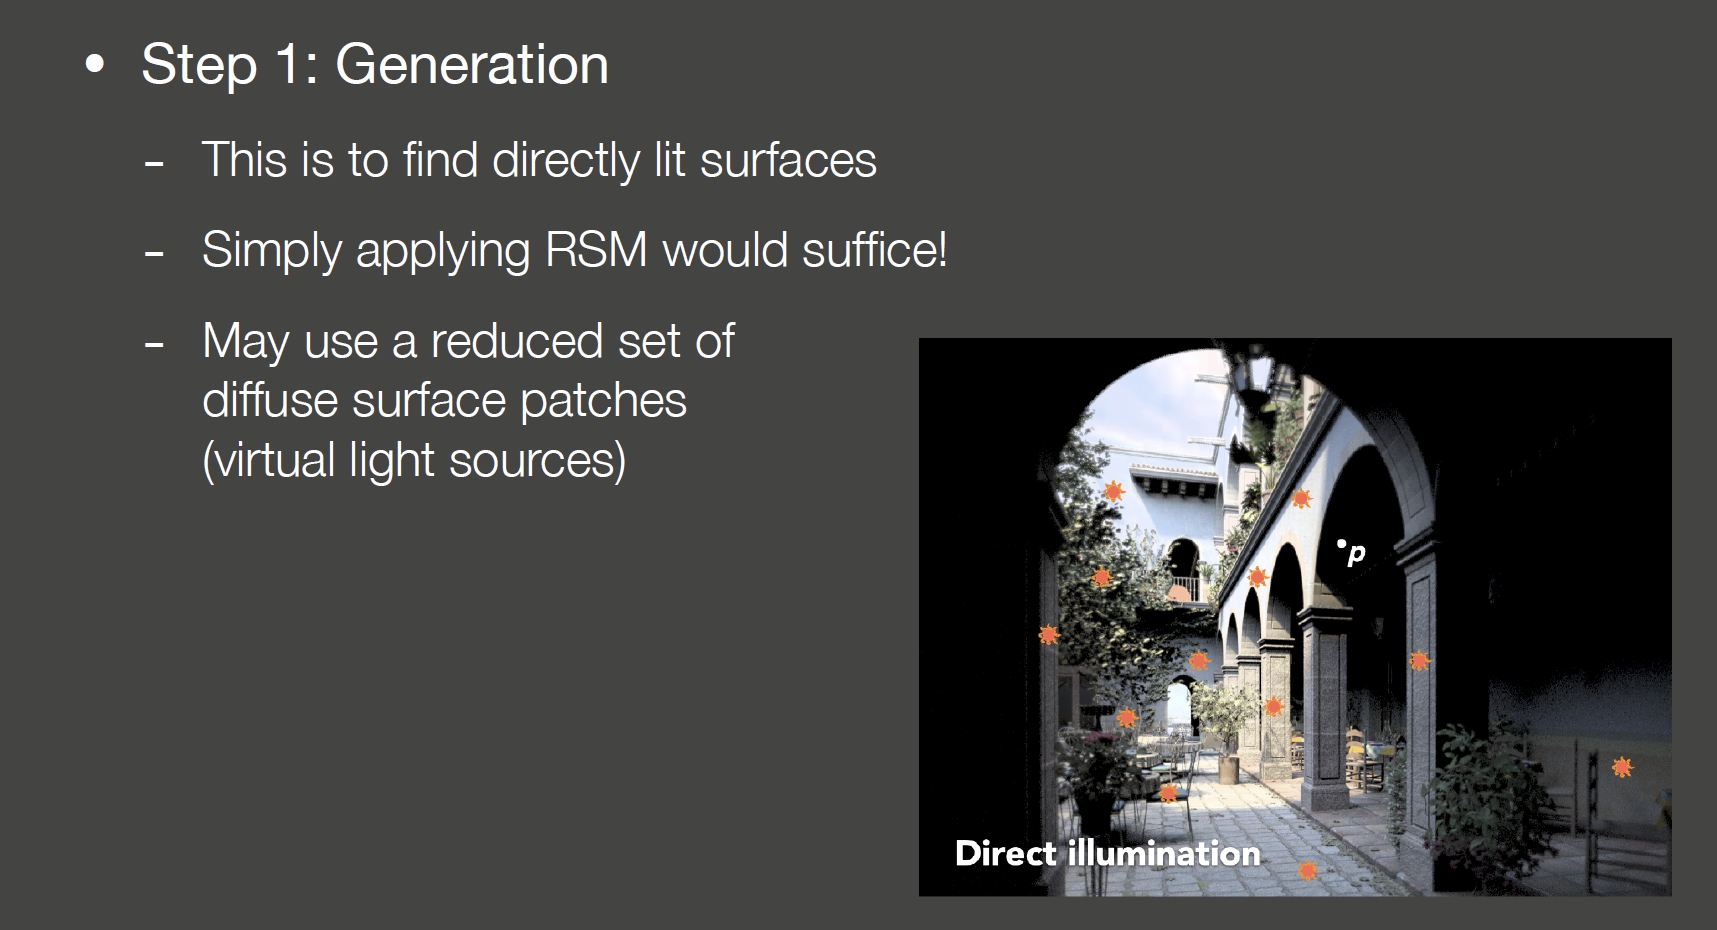 • Step 1: Generation
- This is to find directly lit surfaces
- Simply applying RSM would suffice!
- May use a reduced set of
diffuse surface patches
(virtual light sources)
p
Direct illumination